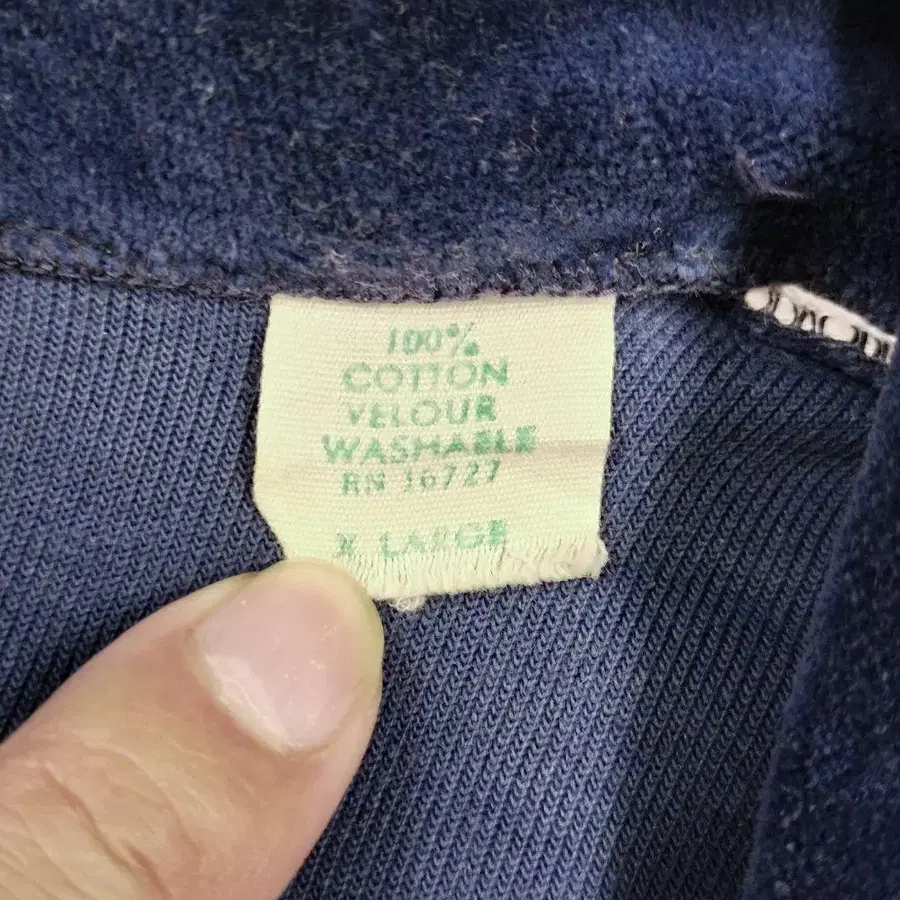 100%
COTTON
VELOUR
WASHABLE
RN 16727
X LARGE